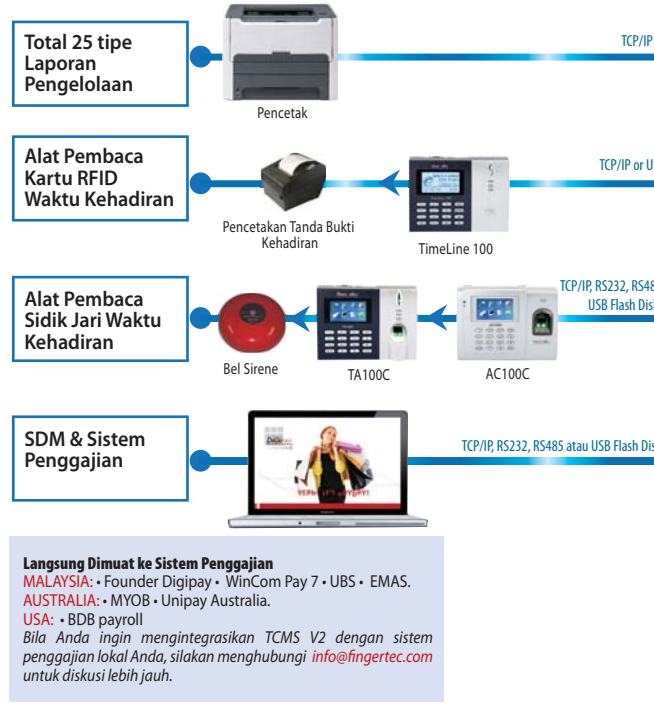 Total 25 tipe
Laporan
Pengelolaan
TCP/IP
Pencetak
Alat Pembaca
Kartu RFID
Waktu Kehadiran
TCP/IP or
Pencetakan Tanda Bukti
Kehadiran
TimeLine 100
Alat Pembaca
Sidik Jari Waktu
Kehadiran
TCP/IP, RS232,
USB Flash
Bel Sirene
TA100C
AC100C
SDM & Sistem
Penggajian
TCP/IP, RS232, RS485 atau USB Flash
YEAH! IT'S PAYDAY!
Langsung Dimuat ke Sistem Penggajian
MALAYSIA: • Founder Digipay • WinCom Pay 7 • UBS • EMAS.
AUSTRALIA: • MYOB • Unipay Australia.
USA: • BDB payroll
Bila Anda ingin mengintegrasikan TCMS V2 dengan sistem
penggajian lokal Anda, silakan menghubungi info@fingertec.com
untuk diskusi lebih jauh.